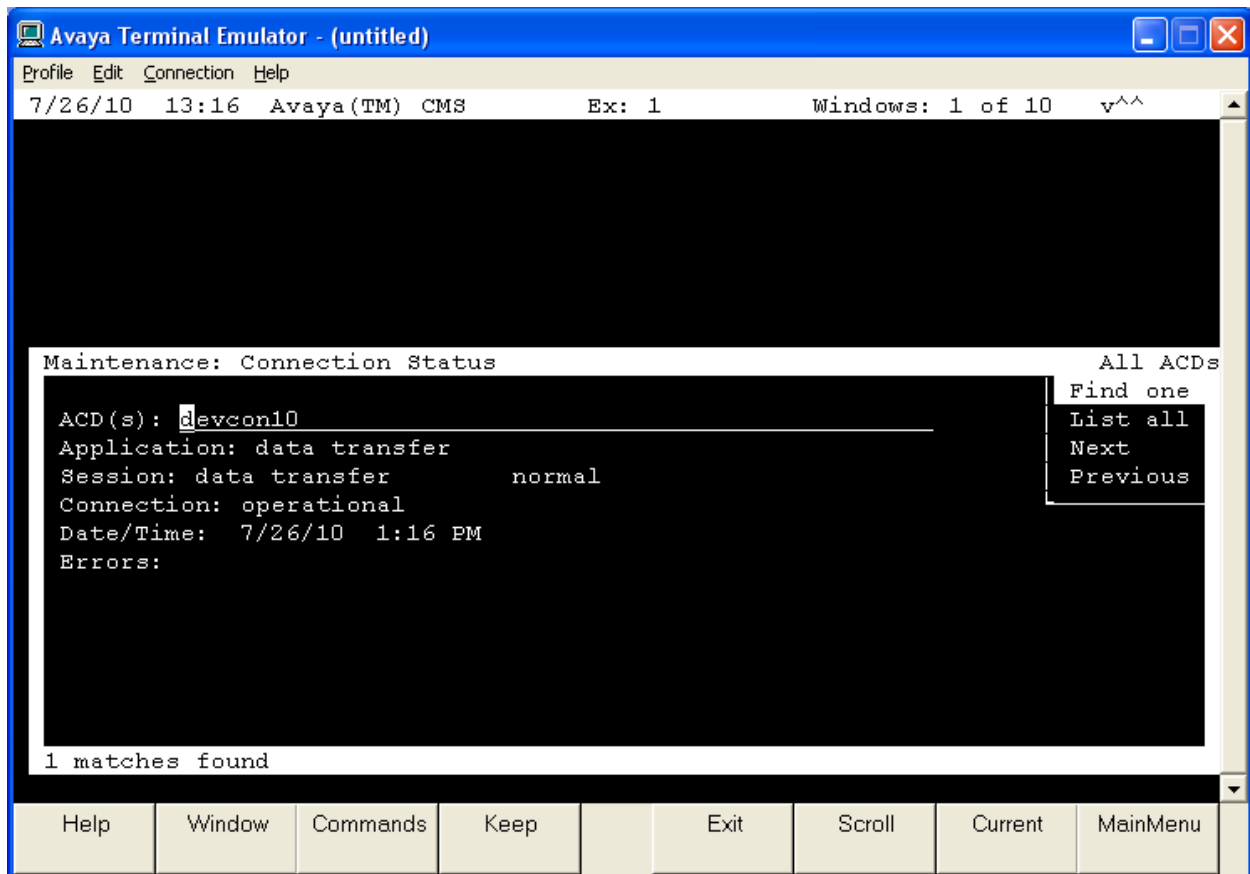 Avaya Terminal Emulator - (untitled)
Profile Edit Connection Help
7/26/10 13:16 Avaya(TM) CMS Ex: 1 Windows: 1 of 10 v^^
Maintenance: Connection Status All ACDs
Find one
ACD(s): devcon10 List all
Application: data transfer Next
Session: data transfer normal Previous
Connection: operational
Date/Time: 7/26/10 1:16 PM
Errors:
1 matches found
Help Window Commands Keep Exit Scroll Current MainMenu